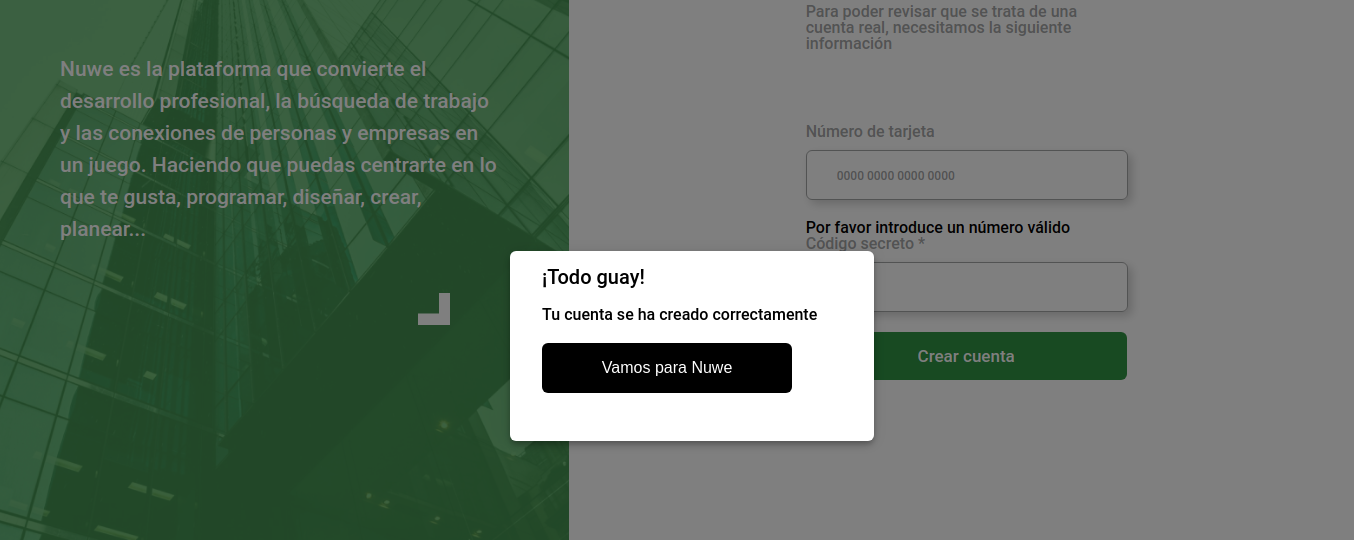 Nuwe es la plataforma que convierte el
desarrollo profesional, la búsqueda de trabajo
y las conexiones de personas y empresas en
un juego. Haciendo que puedas centrarte en lo
que te gusta, programar, diseñar, crear,
planear...
Para poder revisar que se trata de una
cuenta real, necesitamos la siguiente
información
Número de tarjeta
0000 0000 0000 0000
Por favor introduce un número válido
Código secreto *
Crear cuenta
¡Todo guay!
Tu cuenta se ha creado correctamente
Vamos para Nuwe